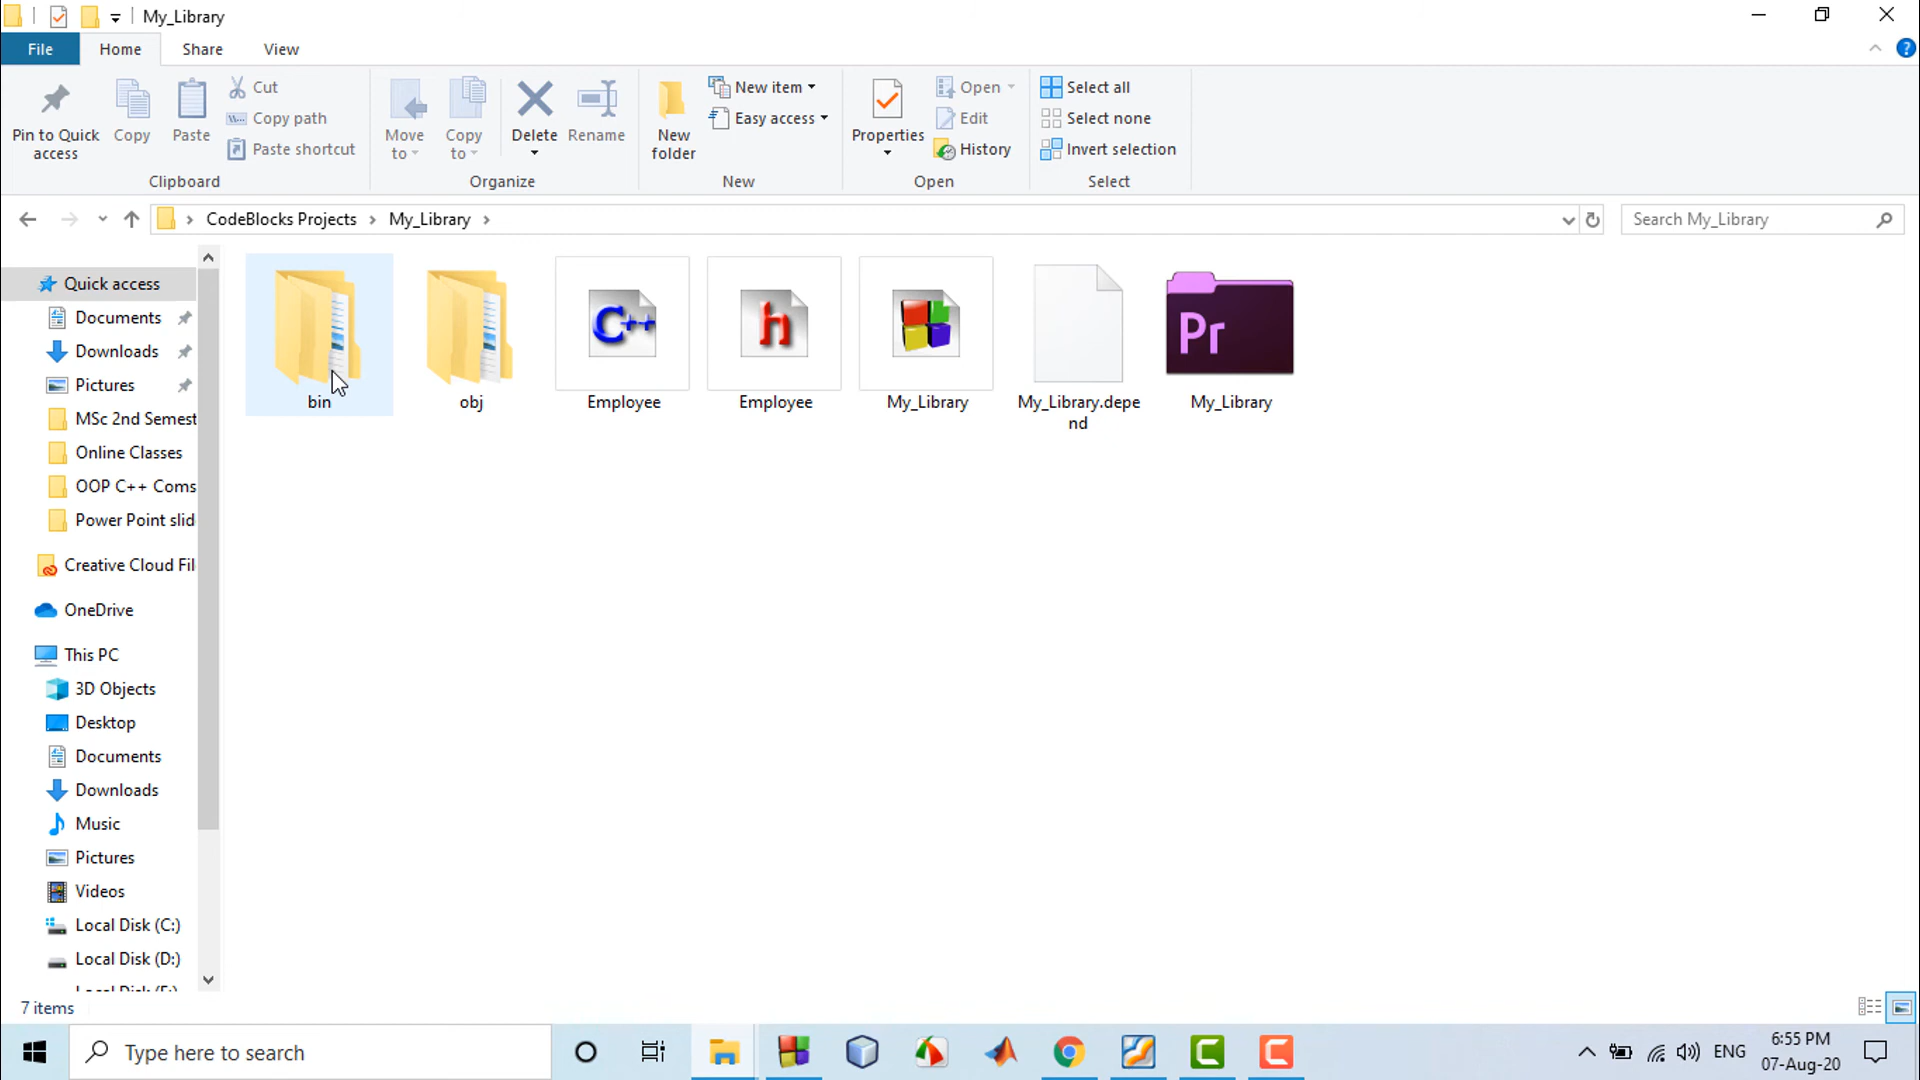 My_Library
File Home Share View
Pin to Quick access
Copy
Paste
Cut
Copy path
Paste shortcut
Clipboard
Move to
Copy to
Delete
Rename
Organize
New folder
New item
Easy access
New
Properties
Open
Edit
History
Open
Select all
Select none
Invert selection
Select
CodeBlocks Projects My_Library
Search My_Library
Quick access
Documents
Downloads
Pictures
MSc 2nd Semest
Online Classes
OOP C++ Coms
Power Point slid
Creative Cloud Fil
OneDrive
This PC
3D Objects
Desktop
Documents
Downloads
Music
Pictures
Videos
Local Disk (C:)
Local Disk (D:)
C++
h
Pr
bin
obj
Employee
Employee
My_Library
My_Library.depe
nd
My_Library
7 items
Type here to search
ENG
6:55 PM
07-Aug-20